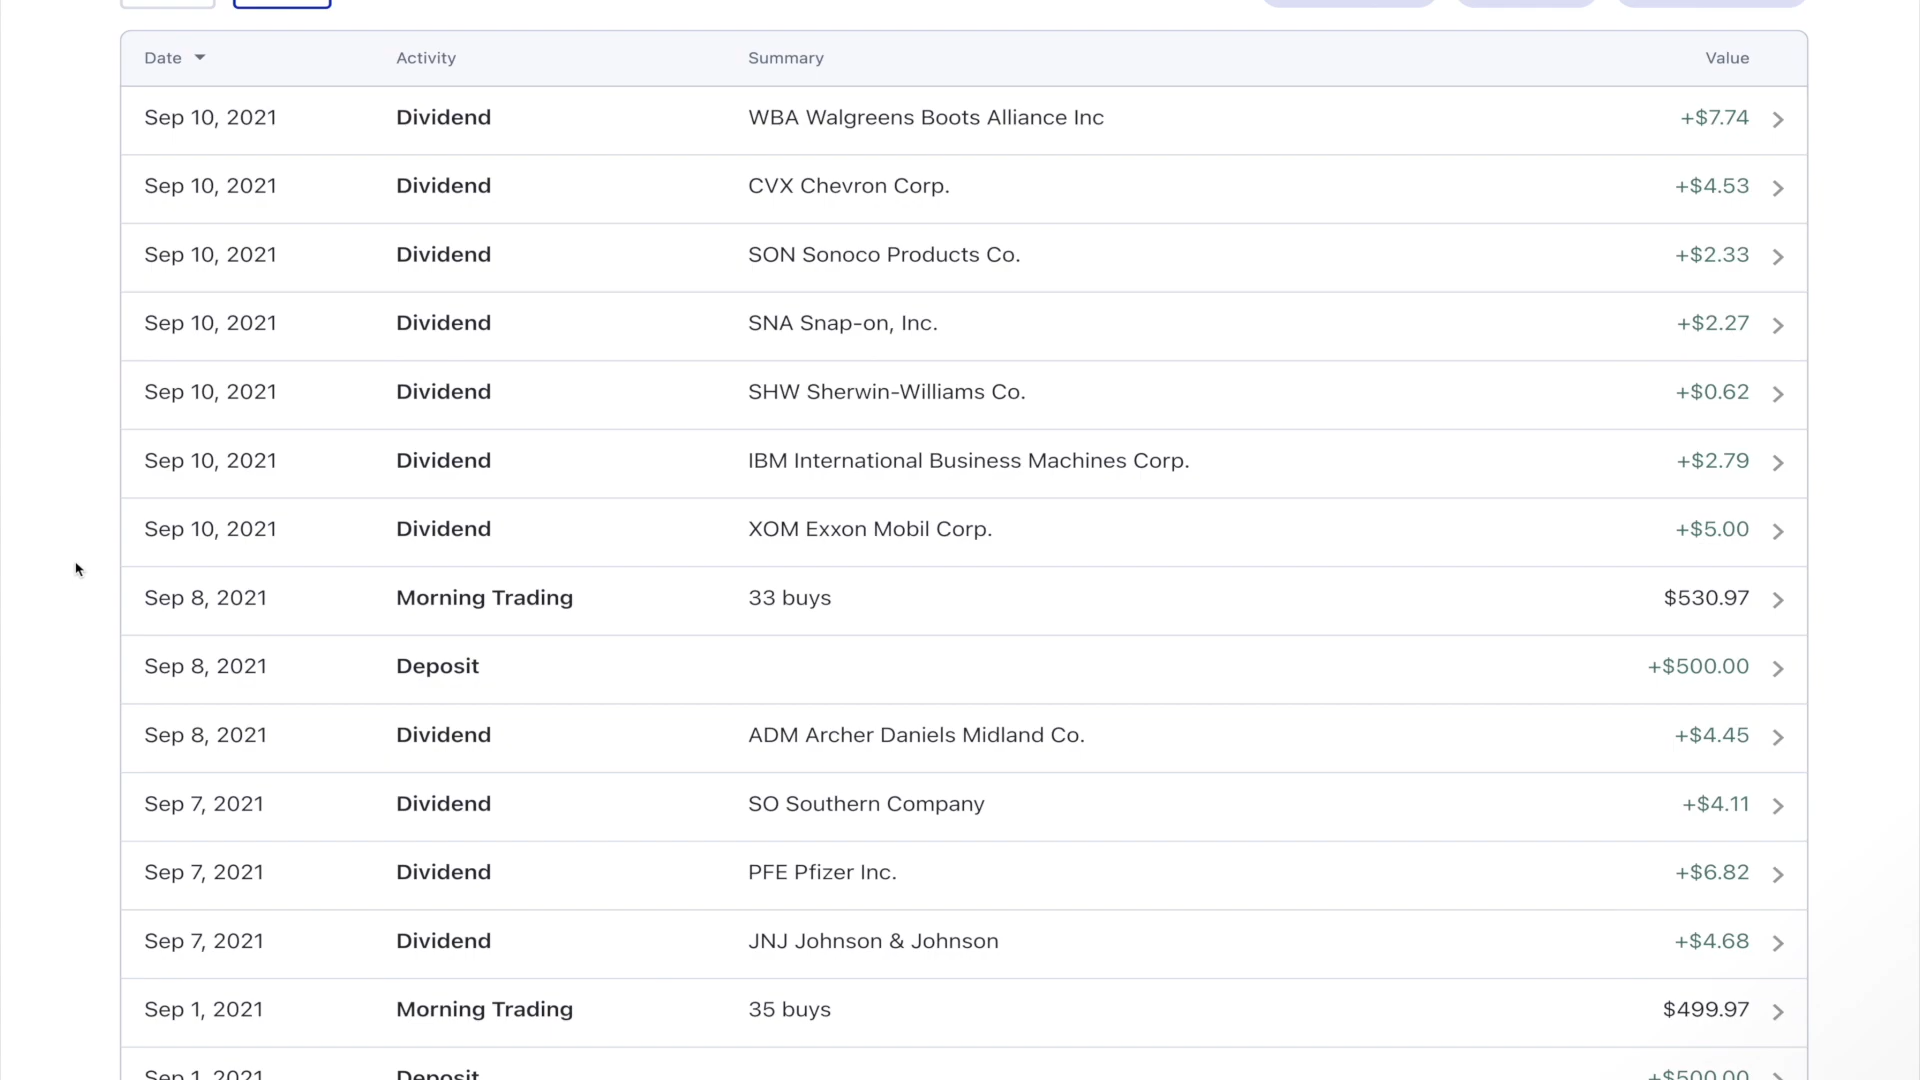 Date Activity Summary Value
Sep 10, 2021 Dividend WBA Walgreens Boots Alliance Inc +$7.74
Sep 10, 2021 Dividend CVX Chevron Corp. +$4.53
Sep 10, 2021 Dividend SON Sonoco Products Co. +$2.33
Sep 10, 2021 Dividend SNA Snap-on, Inc. +$2.27
Sep 10, 2021 Dividend SHW Sherwin-Williams Co. +$0.62
Sep 10, 2021 Dividend IBM International Business Machines Corp. +$2.79
Sep 10, 2021 Dividend XOM Exxon Mobil Corp. +$5.00
Sep 8, 2021 Morning Trading 33 buys $530.97
Sep 8, 2021 Deposit +$500.00
Sep 8, 2021 Dividend ADM Archer Daniels Midland Co. +$4.45
Sep 7, 2021 Dividend SO Southern Company +$4.11
Sep 7, 2021 Dividend PFE Pfizer Inc. +$6.82
Sep 7, 2021 Dividend JNJ Johnson & Johnson +$4.68
Sep 1, 2021 Morning Trading 35 buys $499.97
Sep 1, 2021 Deposit +$500.00